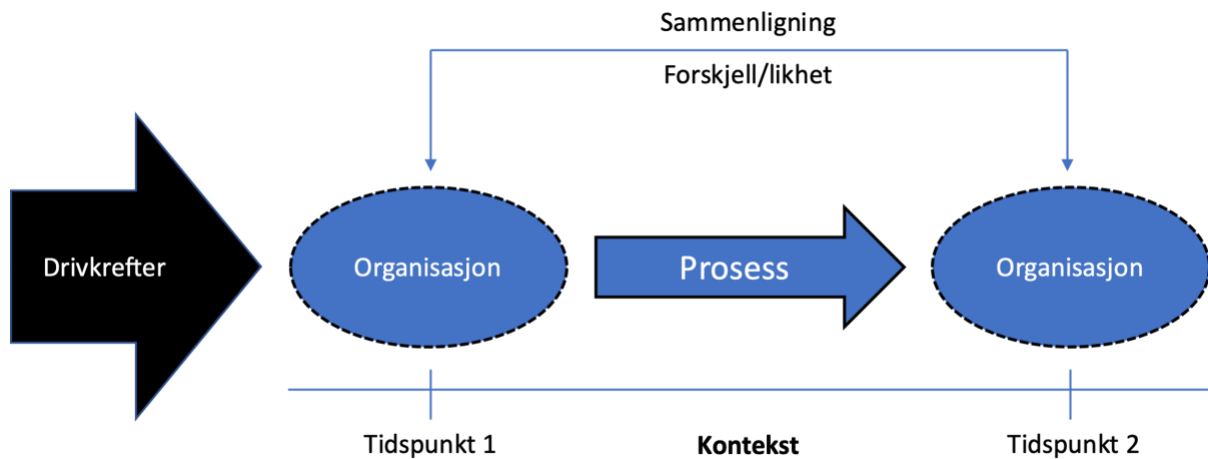 Sammenligning
Forskjell/likhet
Drivkrefter
Organisasjon
Prosess
Organisasjon
Tidspunkt 1
Kontekst
Tidspunkt 2